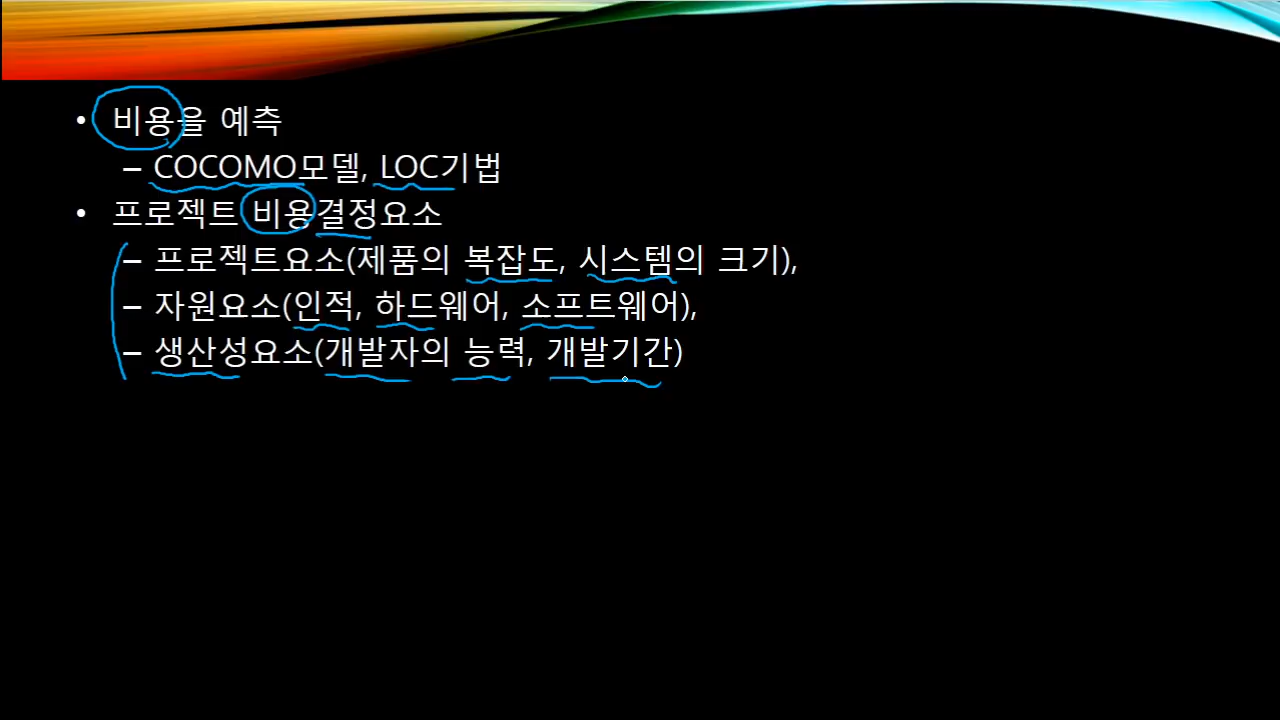 • 비용을 예측
– COCOMO모델, LOC기법
• 프로젝트 비용결정요소
– 프로젝트요소(제품의 복잡도, 시스템의 크기),
– 자원요소(인적, 하드웨어, 소프트웨어),
– 생산성요소(개발자의 능력, 개발기간)